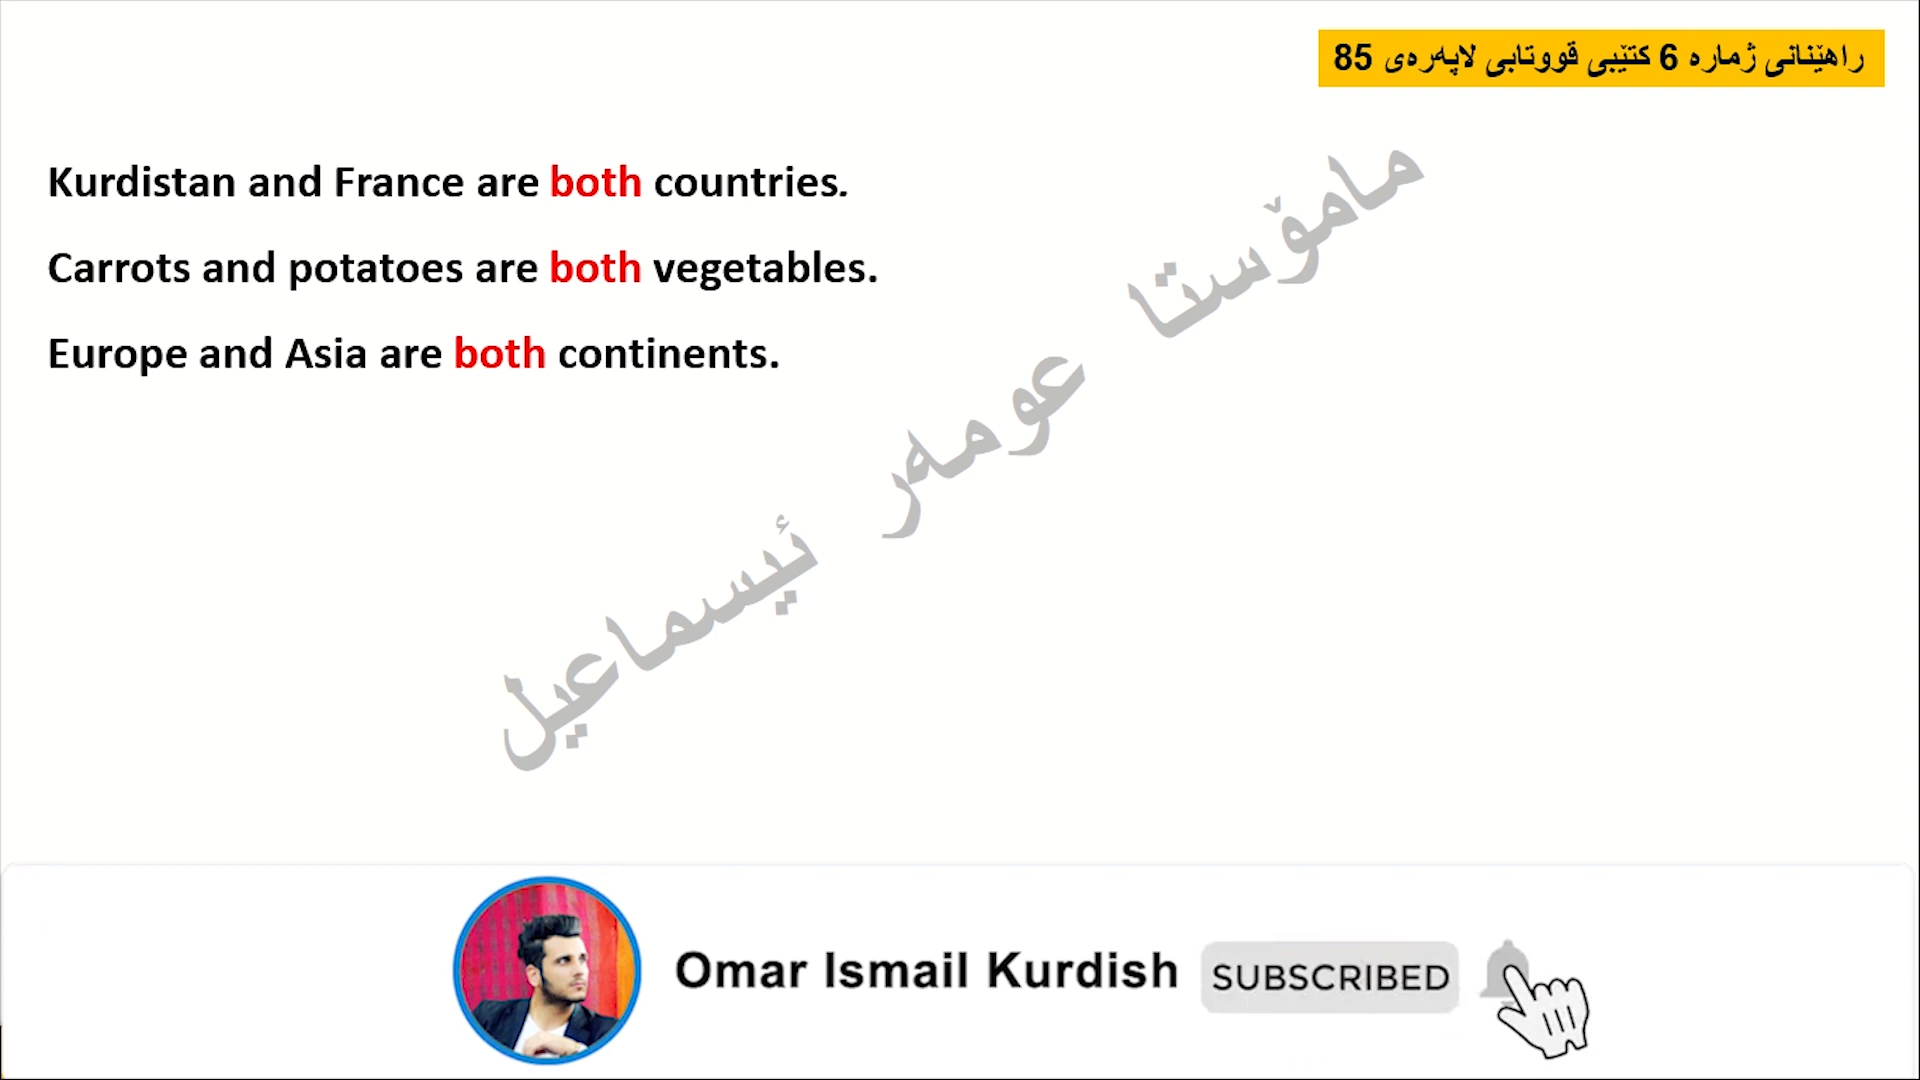 راهێنانی ژمارە 6 کتێبی قووتابی لاپەرەی 85
Kurdistan and France are both countries.
Carrots and potatoes are both vegetables.
Europe and Asia are both continents.
مامۆستا عومەر ئیسماعیل
Omar Ismail Kurdish
SUBSCRIBED